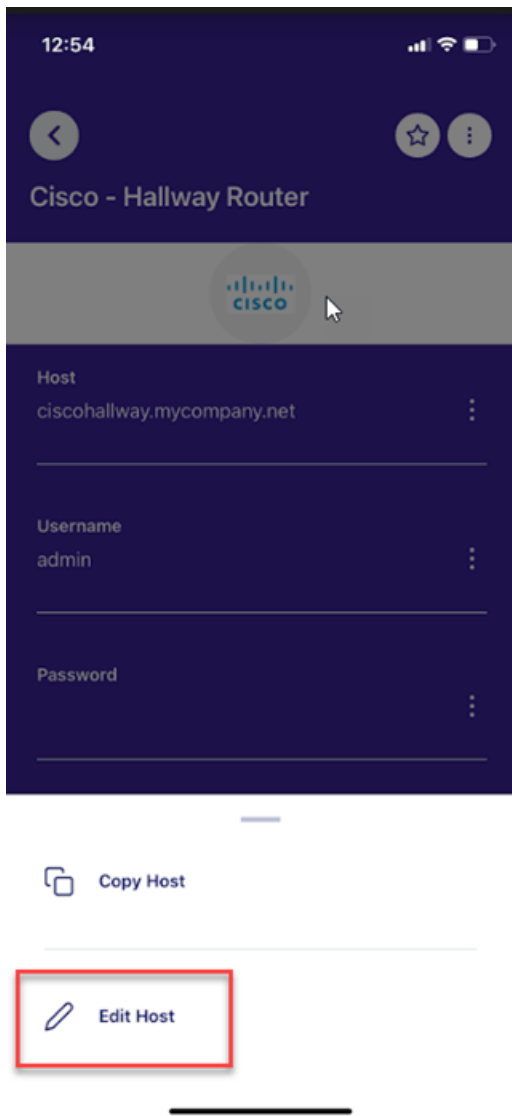 12:54
Cisco - Hallway Router
CISCO
Host
ciscohallway.mycompany.net
Username
admin
Password
Copy Host
Edit Host